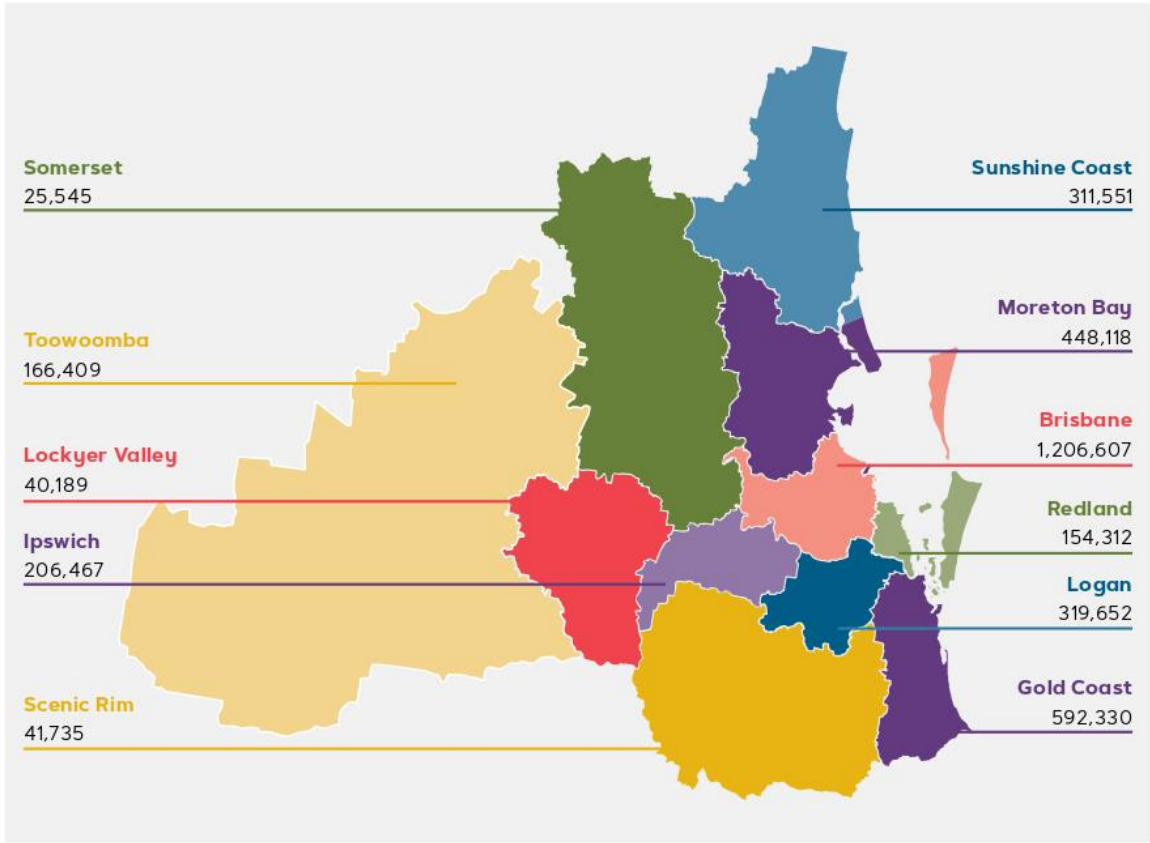 Somerset
25,545
Toowoomba
166,409
Lockyer Valley
40,189
Ipswich
206,467
Scenic Rim
41,735
Sunshine Coast
311,551
Moreton Bay
448,118
Brisbane
1,206,607
Redland
154,312
Logan
319,652
Gold Coast
592,330